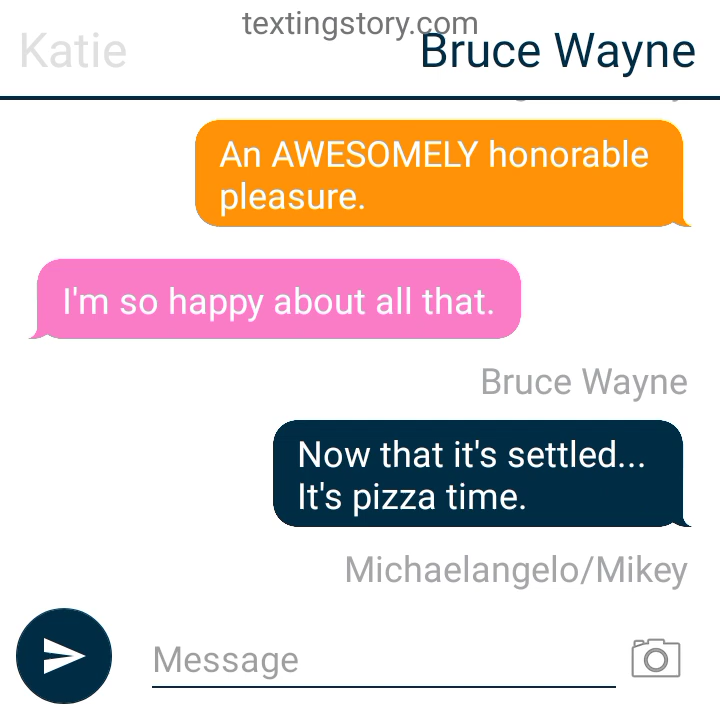 textingstory.com
Katie
Bruce Wayne
An AWESOMELY honorable
pleasure.
I'm so happy about all that.
Bruce Wayne
Now that it's settled...
It's pizza time.
Michaelangelo/Mikey
Message